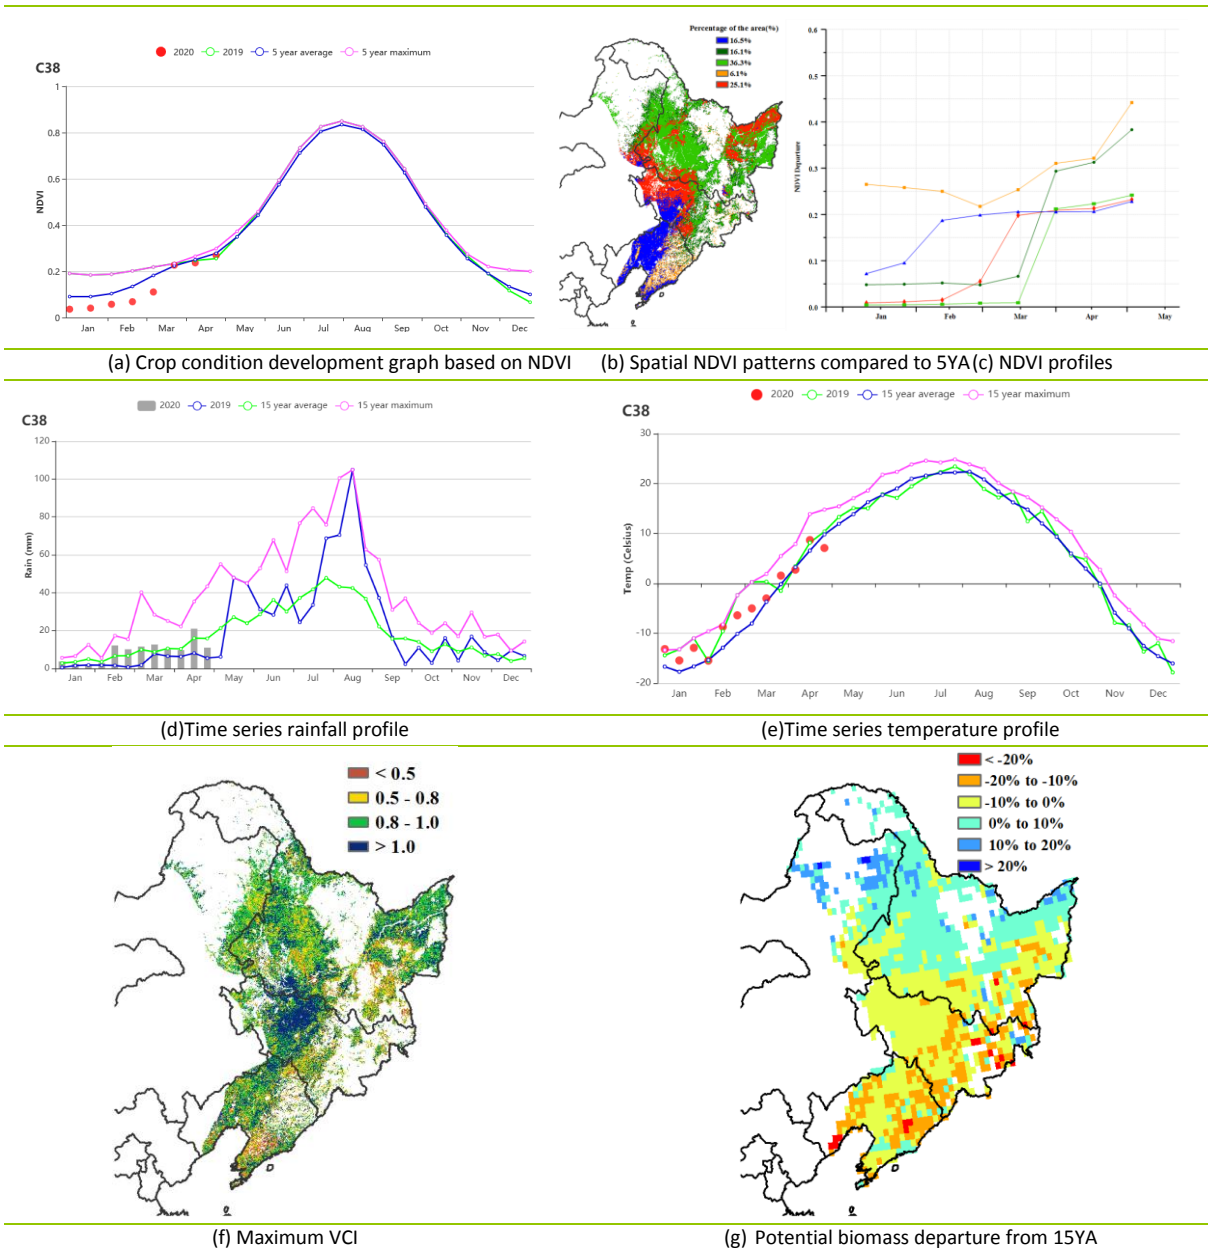 2020 2019 5 year average 5 year maximum
C38
NDVI
1
0.8
0.6
0.4
0.2
0
Jan Feb Mar Apr May Jun Jul Aug Sep Oct Nov Dec
Percentage of the area(%)
16.5%
16.1%
36.3%
6.1%
25.1%
NDVI Departure
0.6
0.5
0.4
0.3
0.2
0.1
0.0
Jan Feb Mar Apr May
(a) Crop condition development graph based on NDVI (b) Spatial NDVI patterns compared to 5YA (c) NDVI profiles
2020 2019 15 year average 15 year maximum
C38
Rain (mm)
120
100
80
60
40
20
0
Jan Feb Mar Apr May Jun Jul Aug Sep Oct Nov Dec
2020 2019 15 year average 15 year maximum
C38
Temp (Celsius)
30
20
10
0
-10
-20
Jan Feb Mar Apr May Jun Jul Aug Sep Oct Nov Dec
(d)Time series rainfall profile (e)Time series temperature profile
< 0.5
0.5 - 0.8
0.8 - 1.0
> 1.0
< -20%
-20% to -10%
-10% to 0%
0% to 10%
10% to 20%
> 20%
(f) Maximum VCI (g) Potential biomass departure from 15YA